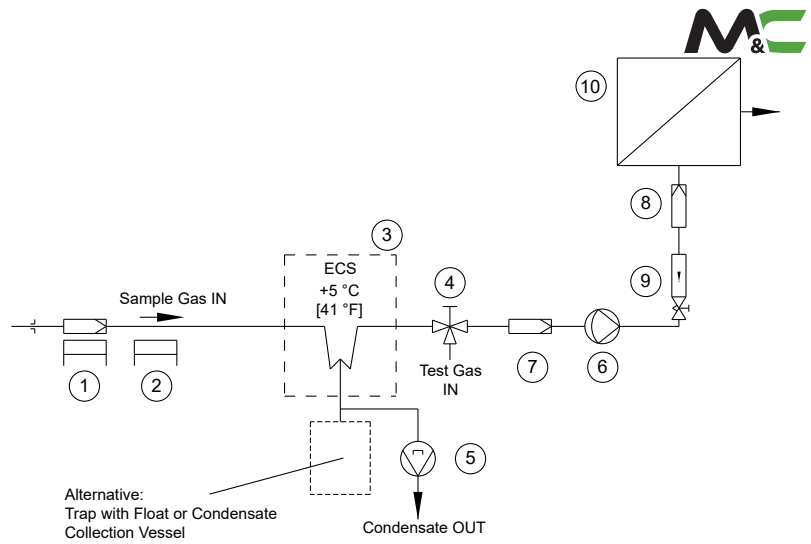 M&C
10
8
3
ECS
+5 °C
[41 °F]
4
9
Sample Gas IN
Test Gas
IN
1
2
7
6
5
Alternative:
Trap with Float or Condensate
Collection Vessel
Condensate OUT